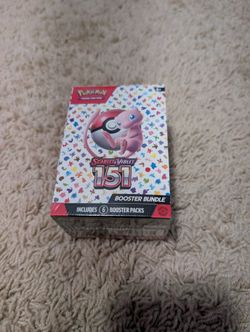 POKÉMON
SCARLET & VIOLET
151
BOOSTER BUNDLE
INCLUDES 6 BOOSTER PACKS